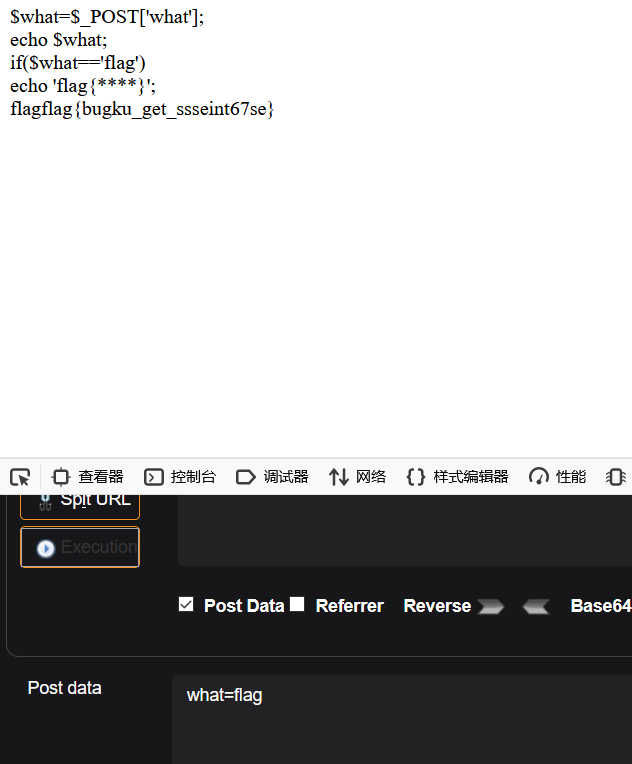 $what=$_POST['what'];
echo $what;
if($what=='flag')
echo 'flag{****}';
flagflag{bugku_get_ssseint67se}
查看器 控制台 调试器 网络 样式编辑器 性能
Split URL
Execution
Post Data Referrer Reverse Base64
Post data what=flag